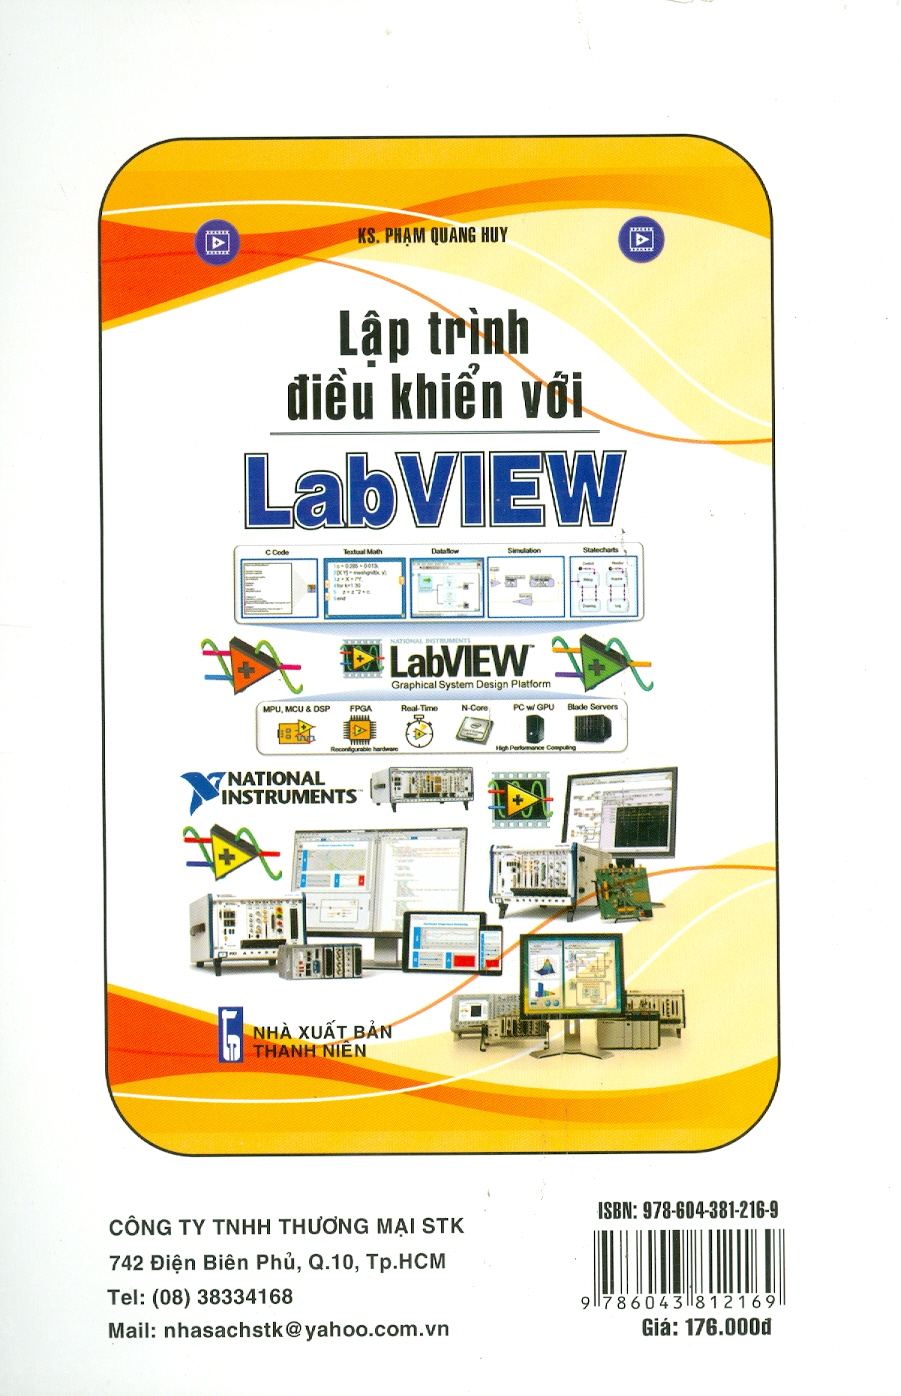 KS. PHẠM QUANG HUY
Lập trình
điều khiển với
LabVIEW
C Code
Textual Math
Dataflow
Simulation
Statecharts
NATIONAL INSTRUMENTS
LabVIEW™
Graphical System Design Platform
MPU, MCU & DSP
FPGA
Real-Time
N-Core
PC w/ GPU
Blade Servers
Reconfigurable hardware
High Performance Computing
NATIONAL
INSTRUMENTS™
NHÀ XUẤT BẢN
THANH NIÊN
CÔNG TY TNHH THƯƠNG MẠI STK
742 Điện Biên Phủ, Q.10, Tp.HCM
Tel: (08) 38334168
Mail: nhasachstk@yahoo.com.vn
ISBN: 978-604-381-216-9
9 786043 812169
Giá: 176.000đ